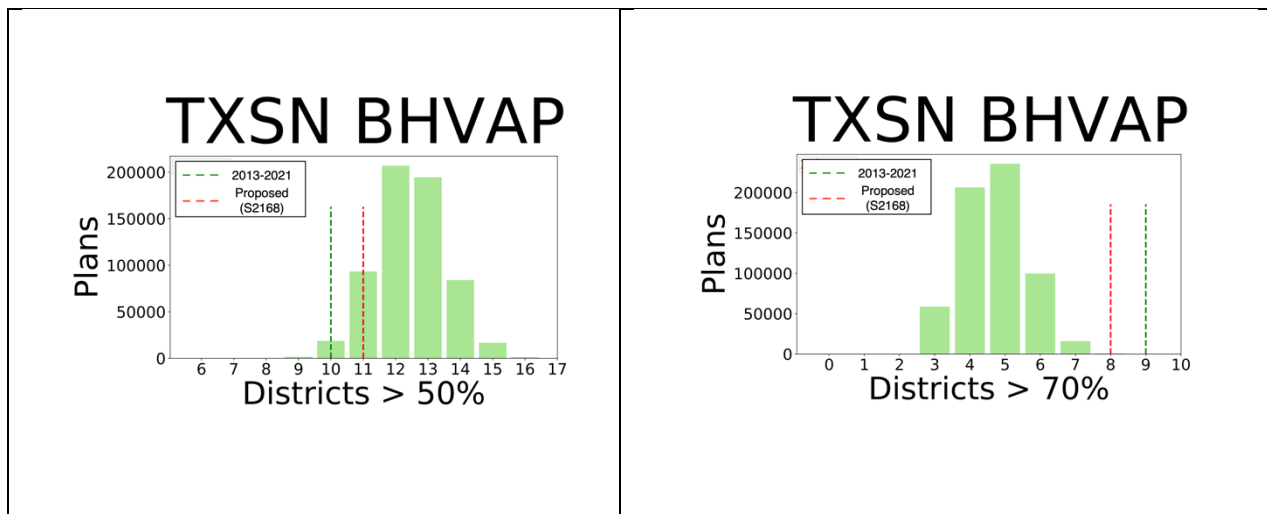 TXSN BHVAP
200000
150000
100000
50000
0
Plans
2013-2021
Proposed
(S2168)
6 7 8 9 10 11 12 13 14 15 16 17
Districts > 50%
TXSN BHVAP
200000
150000
100000
50000
0
Plans
2013-2021
Proposed
(S2168)
0 1 2 3 4 5 6 7 8 9 10
Districts > 70%